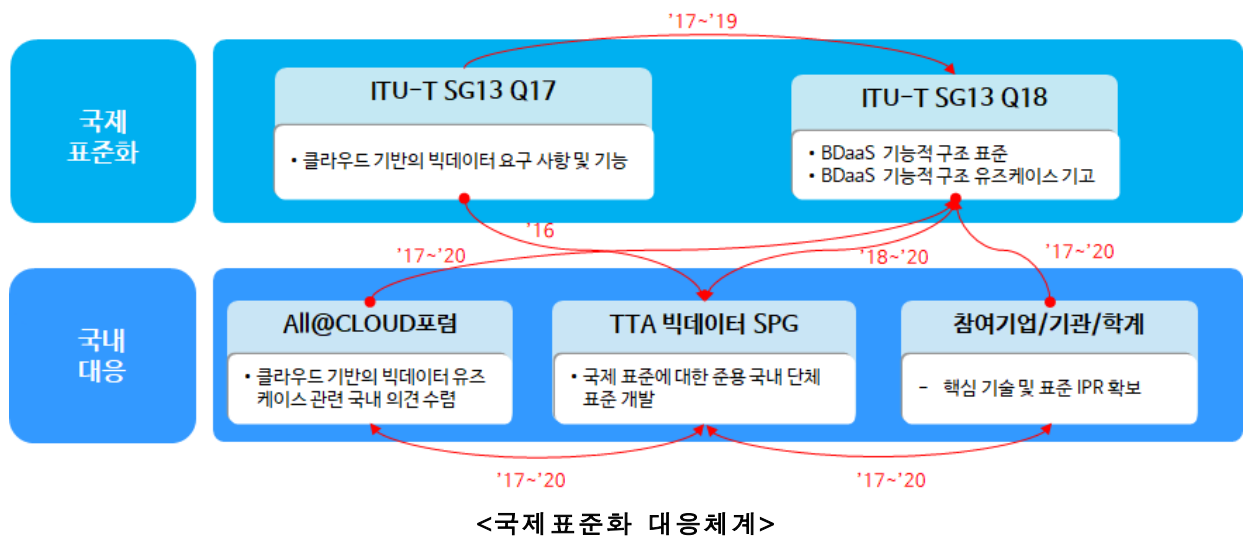 '17~'19
국제
표준화
ITU-T SG13 Q17
• 클라우드 기반의 빅데이터 요구 사항 및 기능
ITU-T SG13 Q18
• BDaaS 기능적 구조 표준
• BDaaS 기능적 구조 유즈케이스 기고
'16
'17~'20
'18~'20
'17~'20
국내
대응
All@CLOUD포럼
• 클라우드 기반의 빅데이터 유즈
케이스 관련 국내 의견 수렴
TTA 빅데이터 SPG
• 국제 표준에 대한 준용 국내 단체
표준 개발
참여기업/기관/학계
- 핵심 기술 및 표준 IPR 확보
'17~'20
'17~'20
<국제표준화 대응체계>